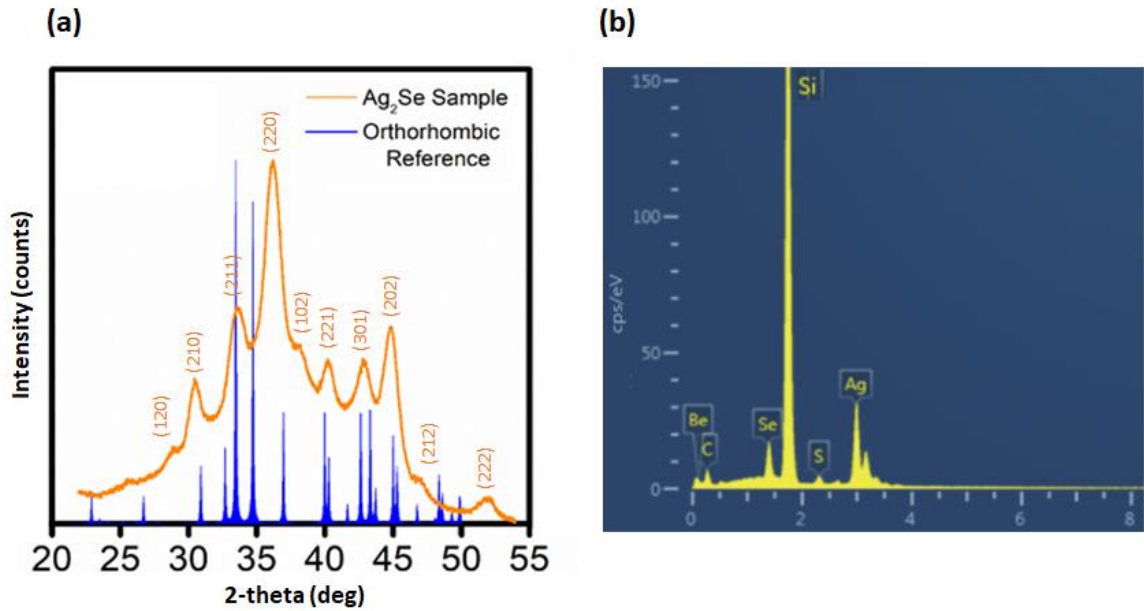 (a)
(b)
Ag₂Se Sample
Orthorhombic
Reference
(120)
(210)
(211)
(220)
(102)
(221)
(301)
(202)
(212)
(222)
Intensity (counts)
20 25 30 35 40 45 50 55
2-theta (deg)
150
100
50
0
cps/eV
Si
Be
C
Se
S
Ag
0 2 4 6 8